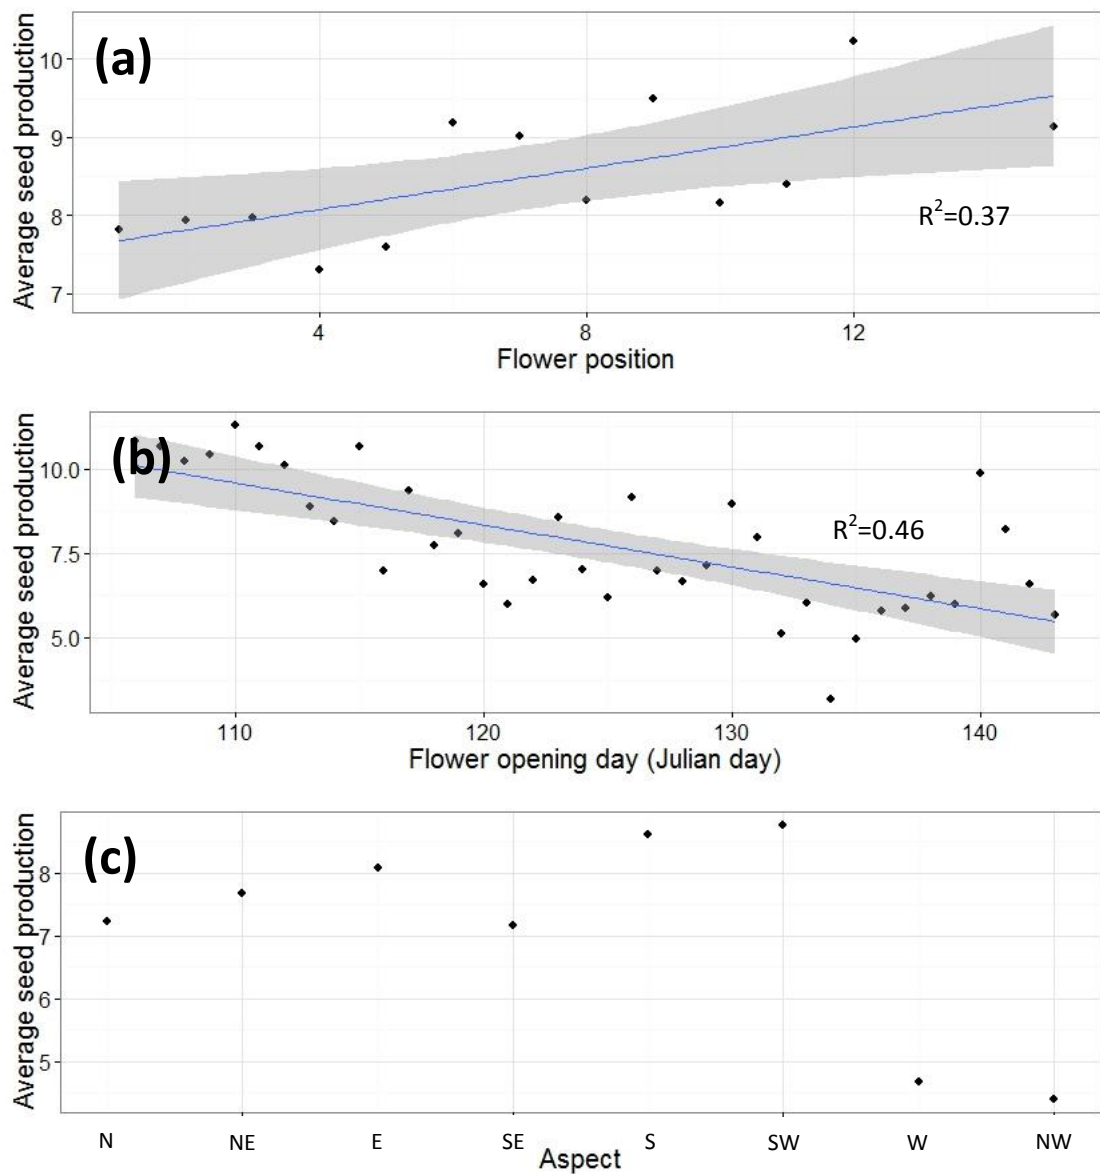 (a)
Average seed production
10
9
8
7
R²=0.37
4 8 12
Flower position
(b)
Average seed production
10.0
7.5
5.0
R²=0.46
110 120 130 140
Flower opening day (Julian day)
(c)
Average seed production
8
7
6
5
N NE E SE S SW W NW
Aspect